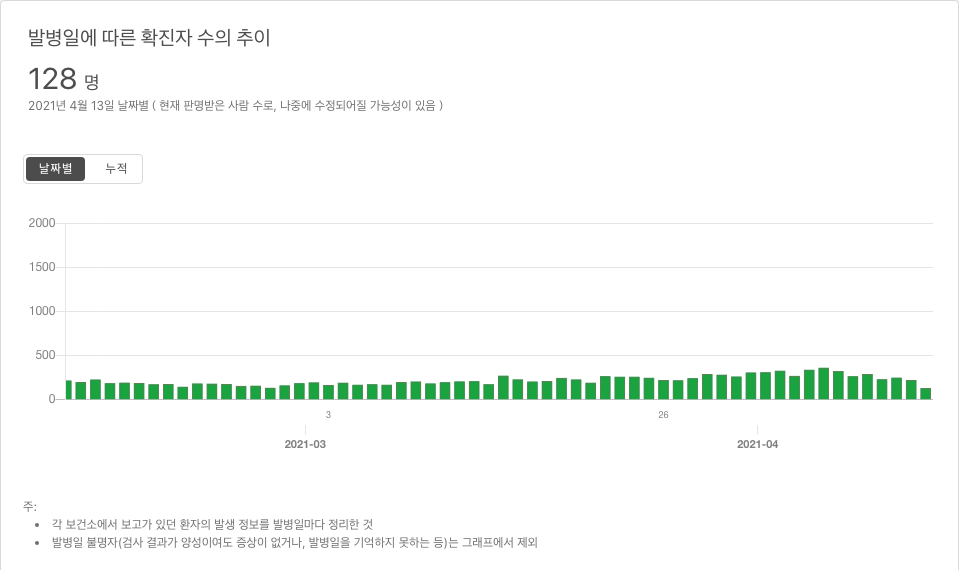 발병일에 따른 확진자 수의 추이
128 명
2021년 4월 13일 날짜별 ( 현재 판명받은 사람 수로, 나중에 수정되어질 가능성이 있음 )
날짜별 누적
2000
1500
1000
500
0
3 26
2021-03 2021-04
주:
• 각 보건소에서 보고가 있던 환자의 발생 정보를 발병일마다 정리한 것
• 발병일 불명자(검사 결과가 양성이여도 증상이 없거나, 발병일을 기억하지 못하는 등)는 그래프에서 제외